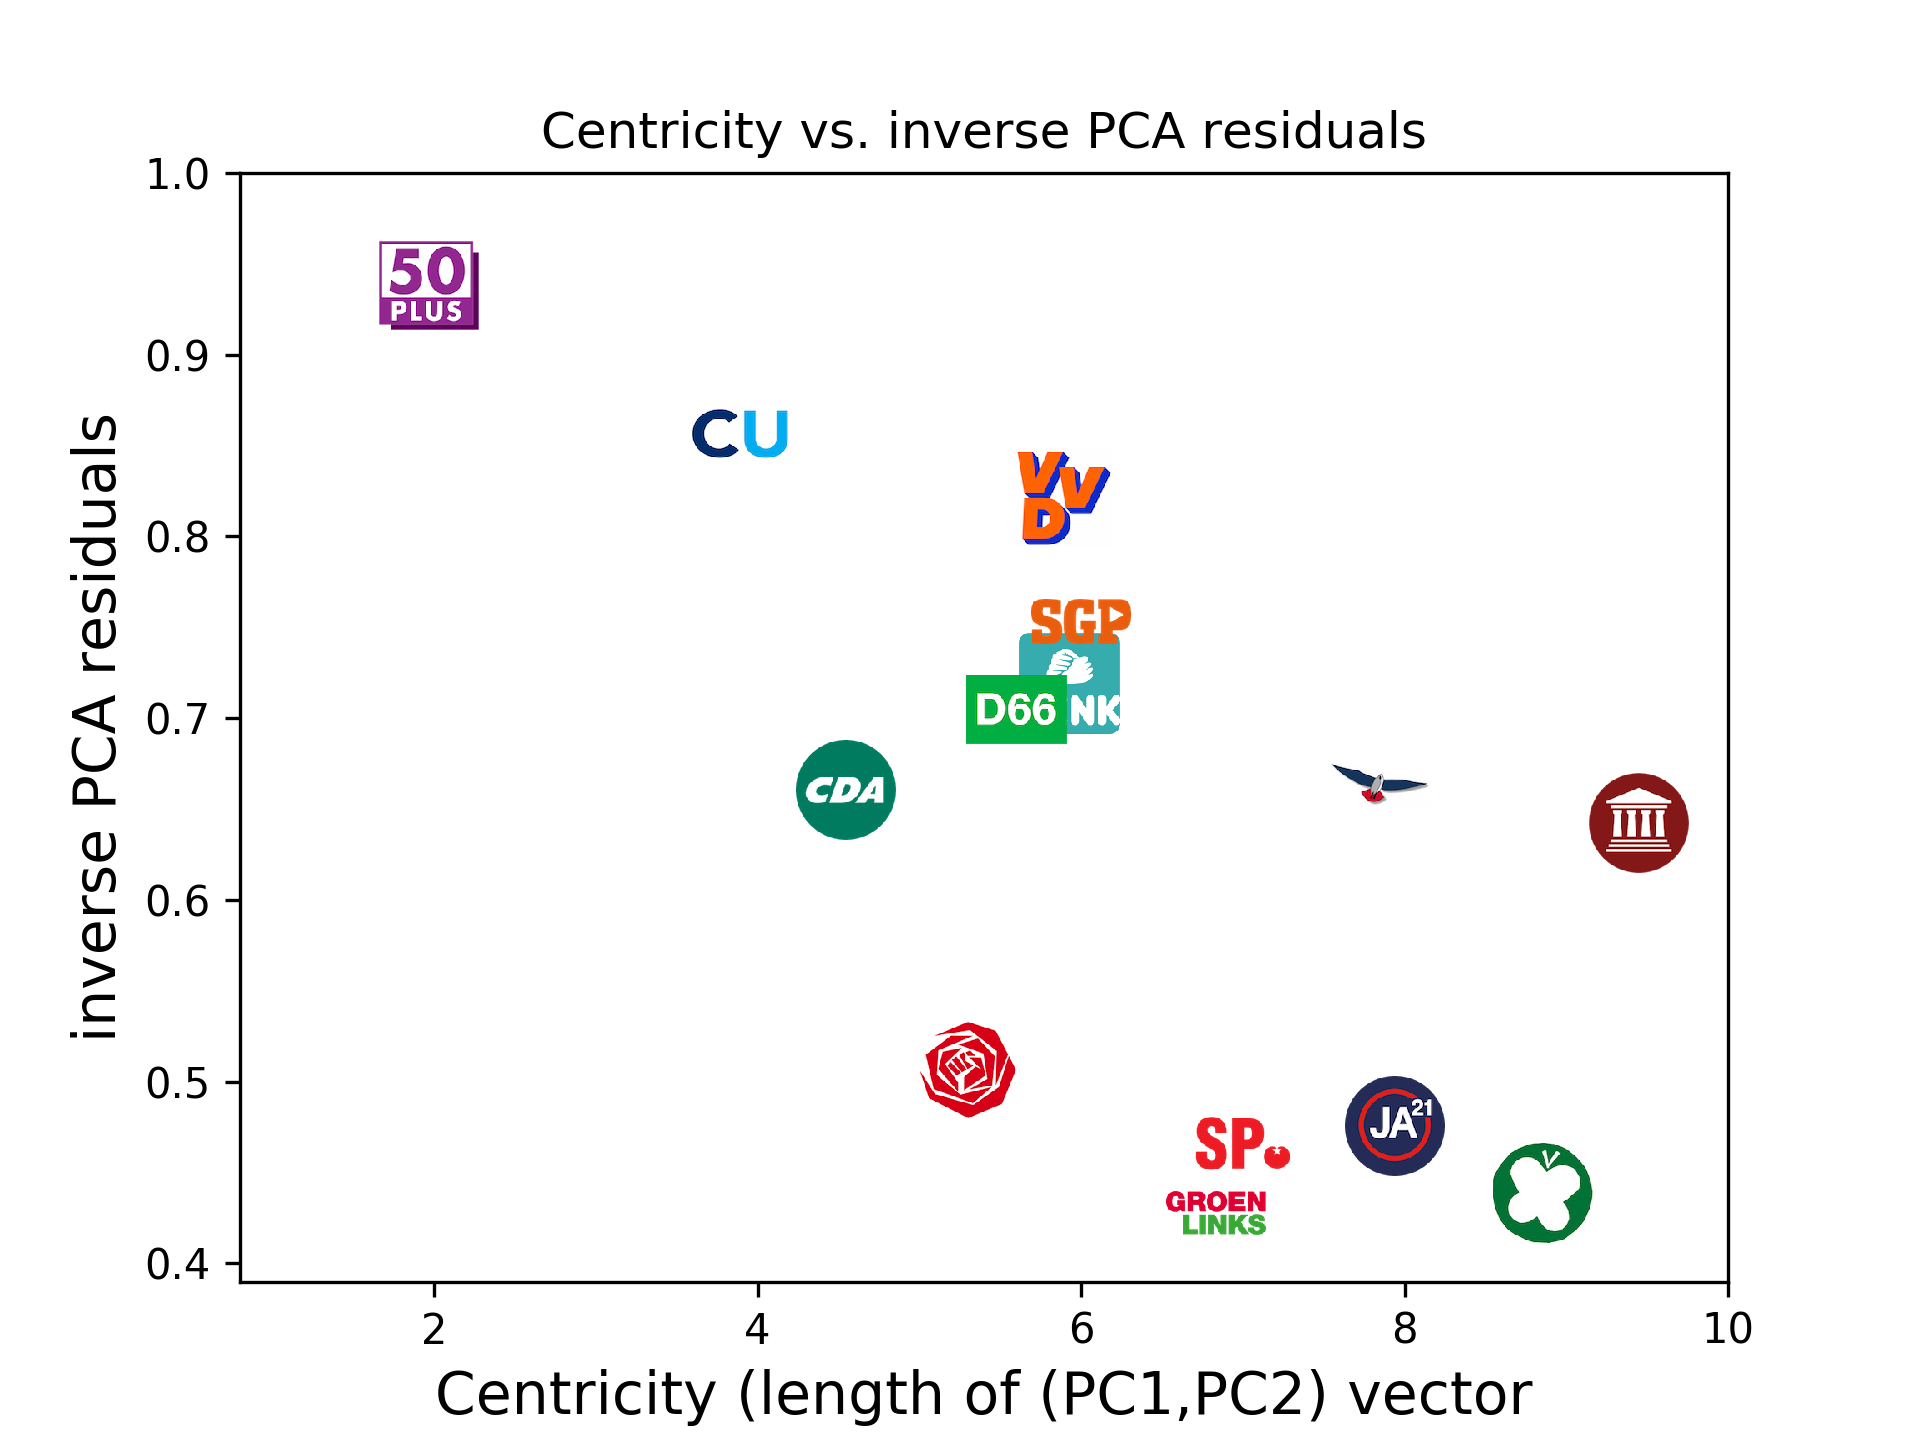 Centricity vs. inverse PCA residuals
1.0
0.9
0.8
0.7
0.6
0.5
0.4
inverse PCA residuals
50
PLUS
CU
VV
D
SGP
D66
NK
CDA
JA21
SP.
GROEN
LINKS
2
4
6
8
10
Centricity (length of (PC1,PC2) vector